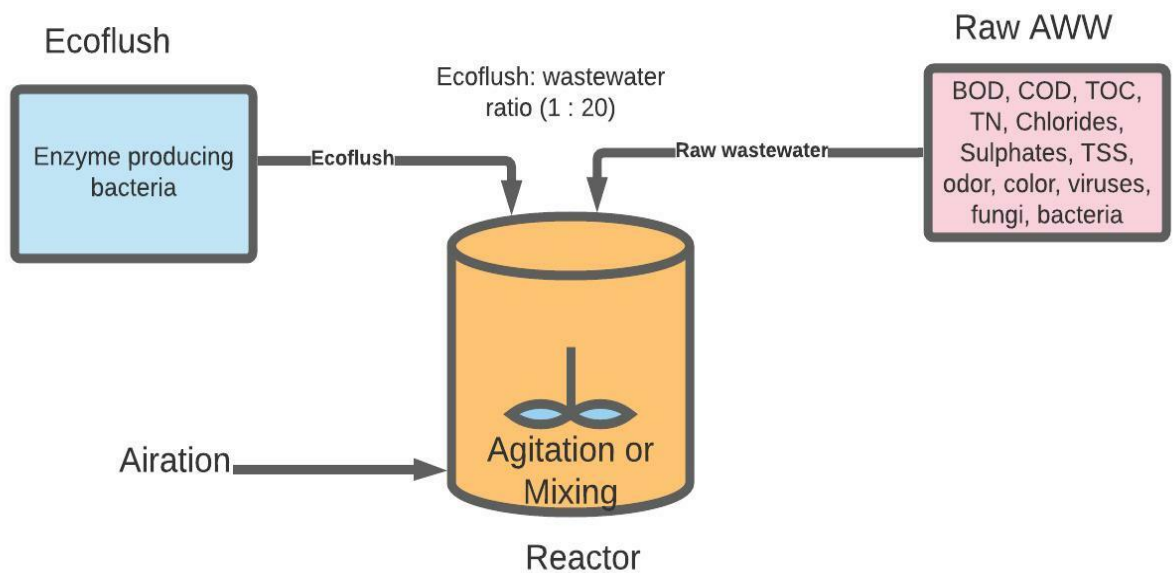 Ecoflush
Enzyme producing
bacteria
Ecoflush
Ecoflush: wastewater
ratio (1 : 20)
Raw wastewater
Raw AWW
BOD, COD, TOC,
TN, Chlorides,
Sulphates, TSS,
odor, color, viruses,
fungi, bacteria
Airation
Agitation or
Mixing
Reactor